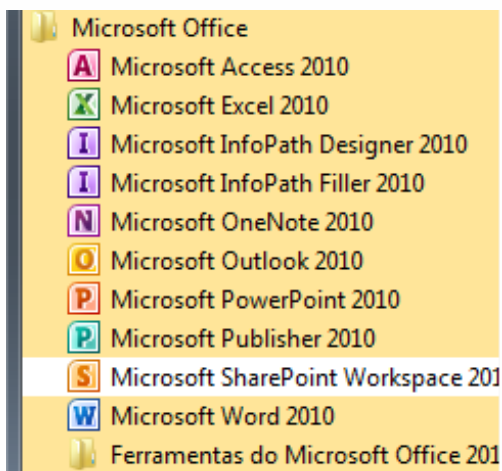 Microsoft Office
Microsoft Access 2010
Microsoft Excel 2010
Microsoft InfoPath Designer 2010
Microsoft InfoPath Filler 2010
Microsoft OneNote 2010
Microsoft Outlook 2010
Microsoft PowerPoint 2010
Microsoft Publisher 2010
Microsoft SharePoint Workspace 201
Microsoft Word 2010
Ferramentas do Microsoft Office 201